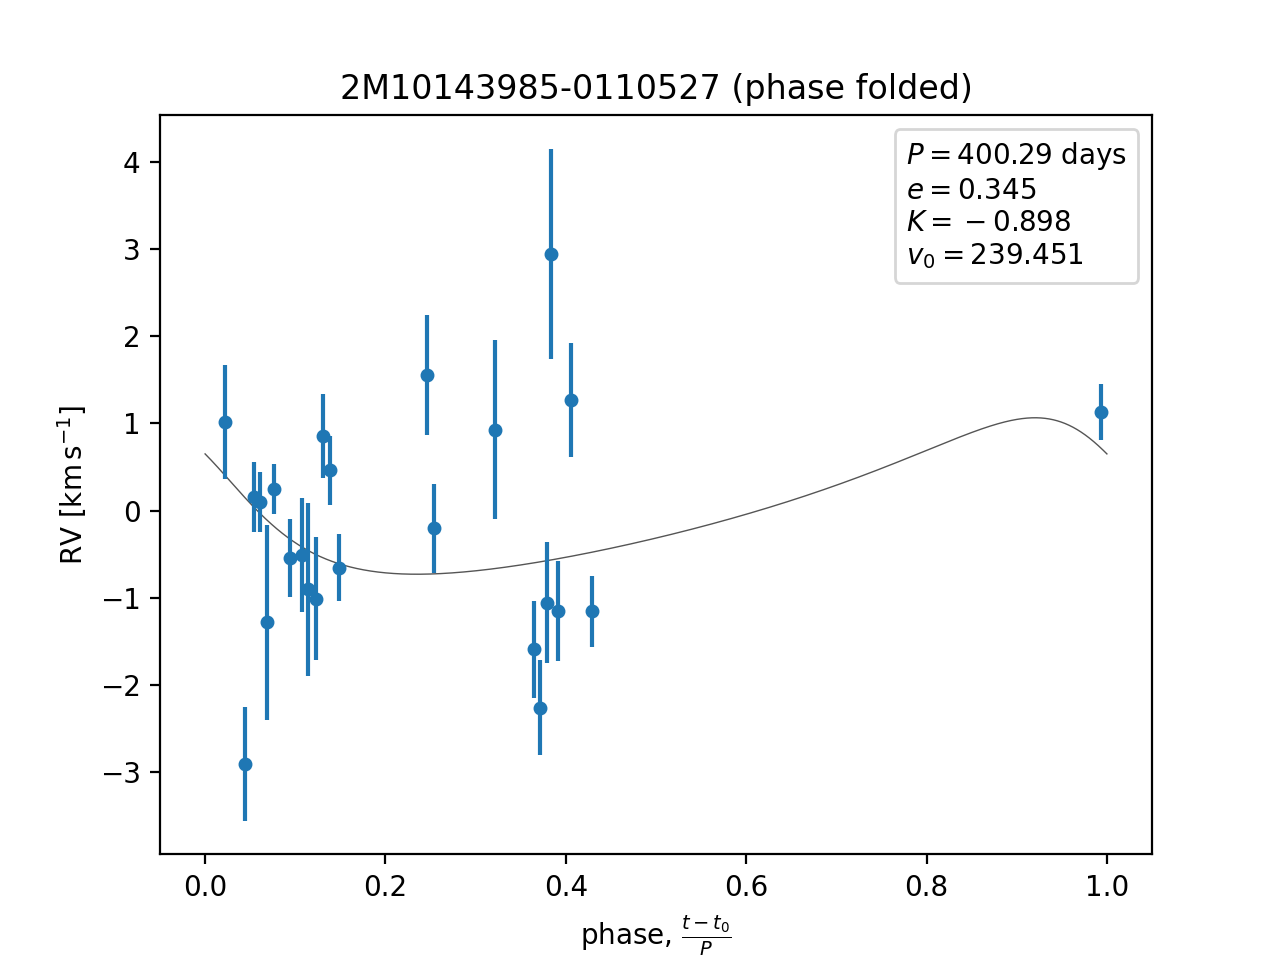 2M10143985-0110527 (phase folded)
P = 400.29 days
e = 0.345
K = −0.898
v₀ = 239.451
4
3
2
1
0
−1
−2
−3
RV [km s⁻¹]
0.0 0.2 0.4 0.6 0.8 1.0
phase, (t − t₀)/P